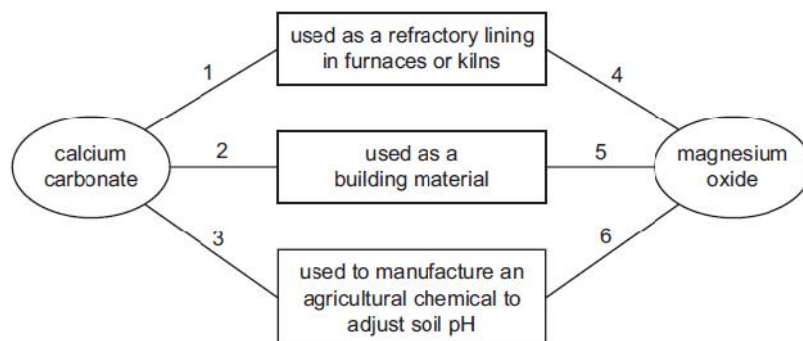 used as a refractory lining
in furnaces or kilns
1
4
calcium
carbonate
2
used as a
building material
5
magnesium
oxide
3
6
used to manufacture an
agricultural chemical to
adjust soil pH